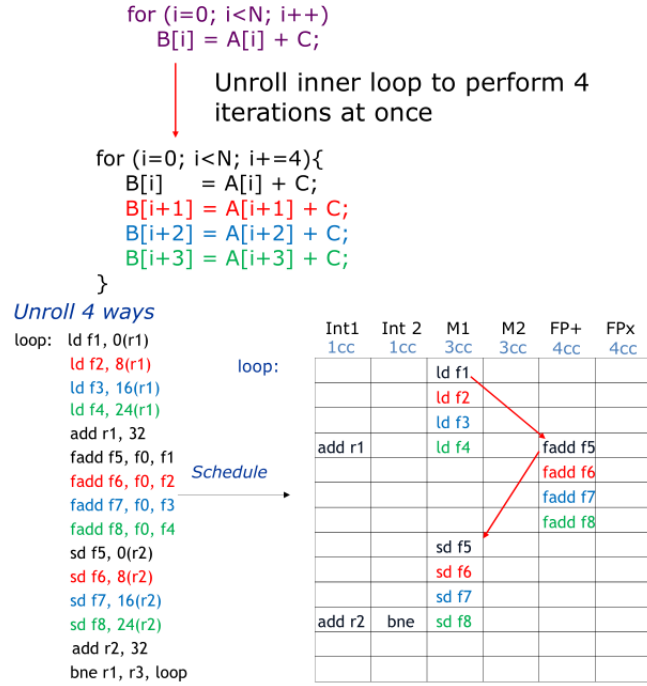 for (i=0; i<N; i++)
B[i] = A[i] + C;
Unroll inner loop to perform 4
iterations at once
for (i=0; i<N; i+=4){
B[i] = A[i] + C;
B[i+1] = A[i+1] + C;
B[i+2] = A[i+2] + C;
B[i+3] = A[i+3] + C;
}
Unroll 4 ways
loop: ld f1, 0(r1)
ld f2, 8(r1)
ld f3, 16(r1)
ld f4, 24(r1)
add r1, 32
fadd f5, f0, f1
fadd f6, f0, f2
fadd f7, f0, f3
fadd f8, f0, f4
sd f5, 0(r2)
sd f6, 8(r2)
sd f7, 16(r2)
sd f8, 24(r2)
add r2, 32
bne r1, r3, loop
Schedule
Int1 Int 2 M1 M2 FP+ FPx
1cc 1cc 3cc 3cc 4cc 4cc
loop: ld f1
ld f2
ld f3
add r1 ld f4 fadd f5
fadd f6
fadd f7
fadd f8
sd f5
sd f6
sd f7
add r2 bne sd f8